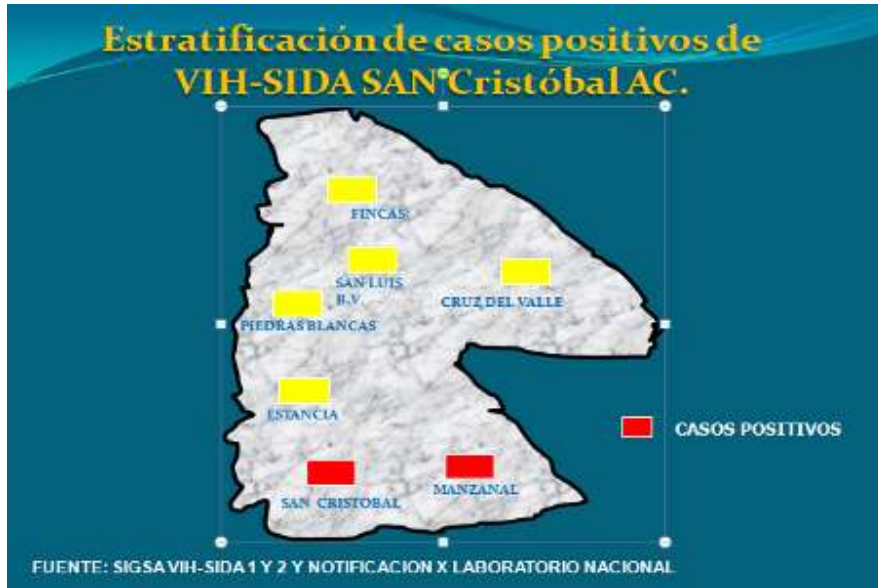 Estratificación de casos positivos de
VIH-SIDA SAN Cristóbal AC.
FINCAS
SAN LUIS
B.V.
CRUZ DEL VALLE
PIEDRAS BLANCAS
ESTANCIA
CASOS POSITIVOS
SAN CRISTOBAL
MANZANAL
FUENTE: SIGSA VIH-SIDA 1 Y 2 Y NOTIFICACION X LABORATORIO NACIONAL